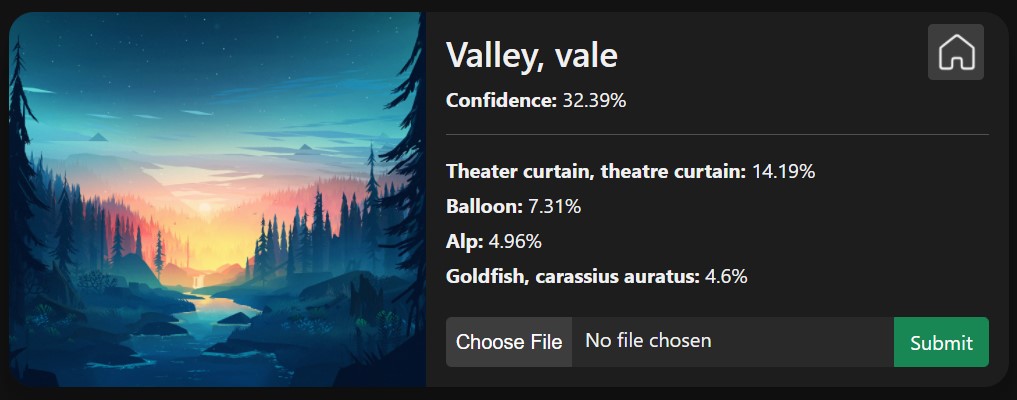 Valley, vale
Confidence: 32.39%
Theater curtain, theatre curtain: 14.19%
Balloon: 7.31%
Alp: 4.96%
Goldfish, carassius auratus: 4.6%
Choose File No file chosen Submit